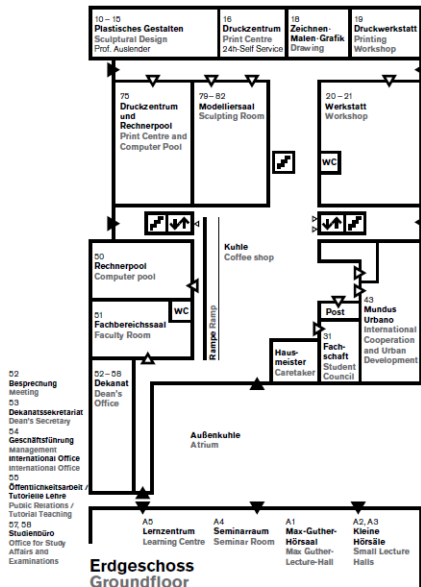 10 – 15
Plastisches Gestalten
Sculptural Design
Prof. Auslender
16
Druckzentrum
Print Centre
24h-Self Service
18
Zeichnen-
Malen-Grafik
Drawing
19
Druckwerkstatt
Printing
Workshop
75
Druckzentrum
und
Rechnerpool
Print Centre and
Computer Pool
79 – 82
Modelliersaal
Sculpting Room
20 – 21
Werkstatt
Workshop
WC
50
Rechnerpool
Computer pool
Rampe Ramp
Kuhle
Coffee shop
51
Fachbereichssaal
Faculty Room
WC
Post
43
Mundus
Urbano
International
Cooperation
and Urban
Development
31
Fach-
schaft
Student
Council
Haus-
meister
Caretaker
52 – 58
Dekanat
Dean's
Office
52
Besprechung
Meeting
53
Dekanatssekretariat
Dean's Secretary
54
Geschäftsführung
Management
International Office
International Office
55
Öffentlichkeitsarbeit /
Tutorielle Lehre
Public Relations /
Tutorial Teaching
57, 58
Studienbüro
Office for Study
Affairs and
Examinations
Außenkuhle
Atrium
A5
Lernzentrum
Learning Centre
A4
Seminarraum
Seminar Room
A1
Max-Guther-
Hörsaal
Max Guther-
Lecture-Hall
A2, A3
Kleine
Hörsäle
Small Lecture
Halls
Erdgeschoss
Groundfloor